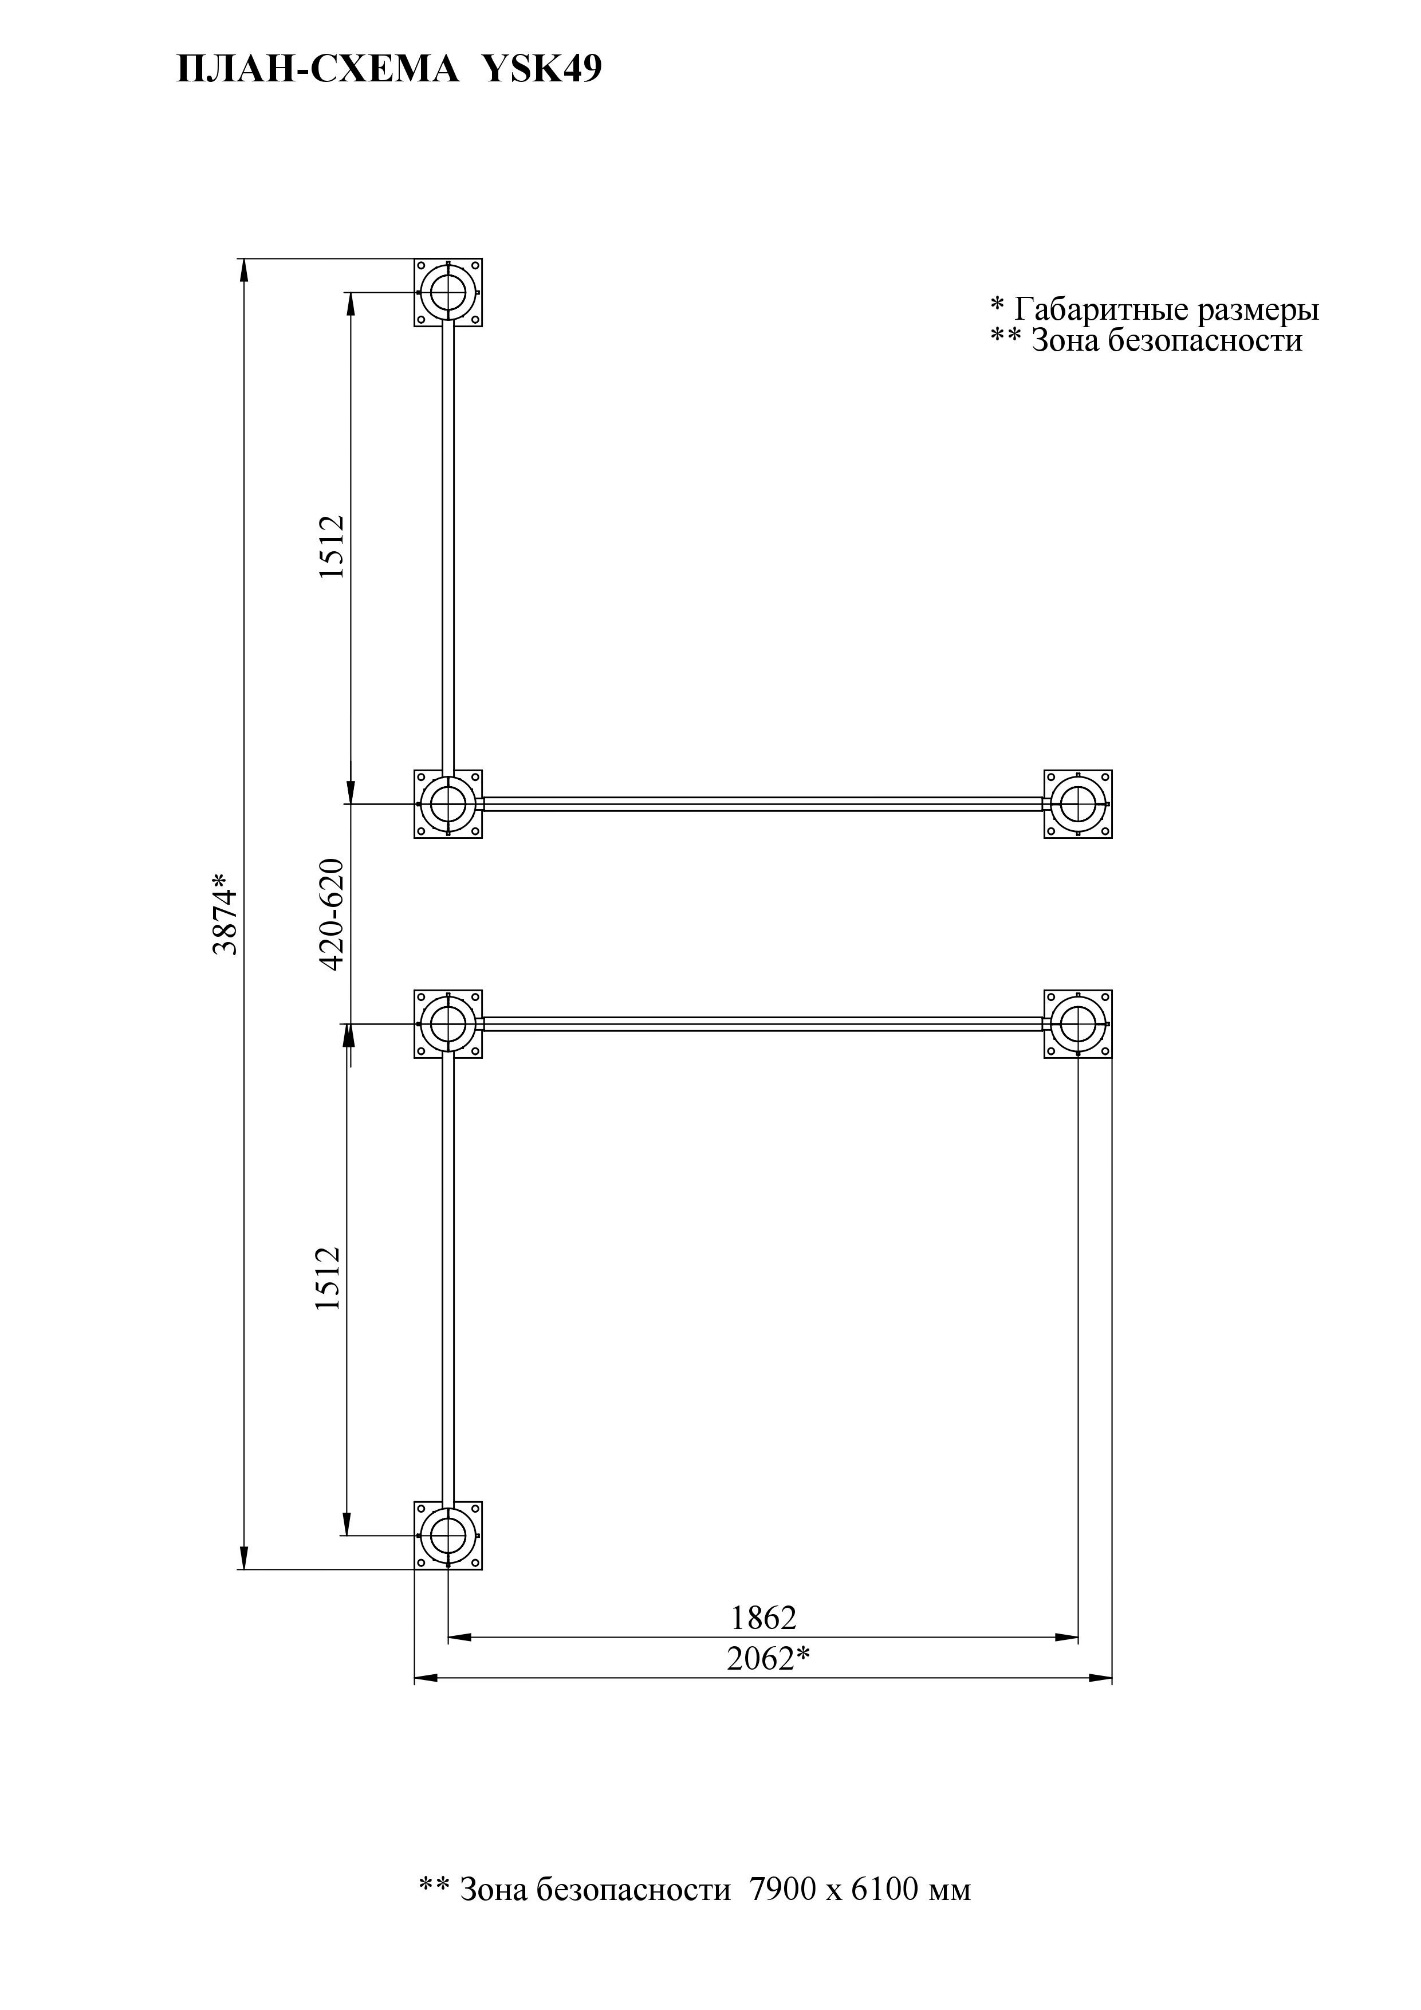 ПЛАН-СХЕМА YSK49
* Габаритные размеры
** Зона безопасности
1512
420-620
3874*
1512
1862
2062*
** Зона безопасности 7900 х 6100 мм